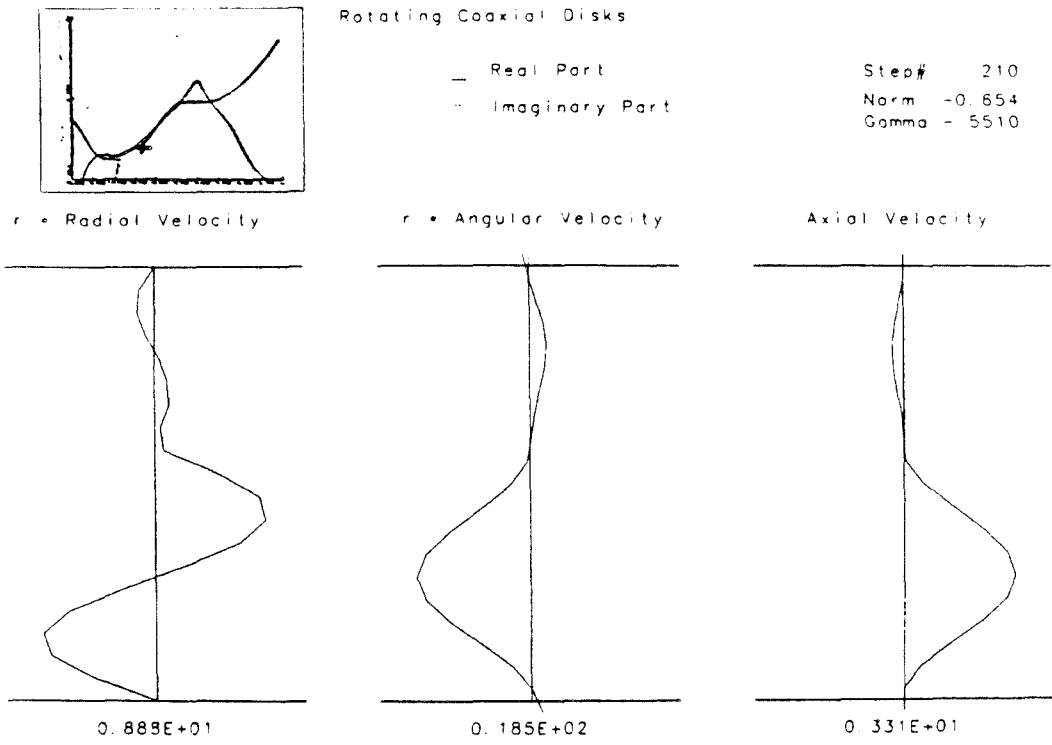 Rotating Coaxial Disks
Real Part
Imaginary Part
Step# 210
Norm -0.654
Gamma - 5510
r • Radial Velocity
r • Angular Velocity
Axial Velocity
0.885E+01
0.185E+02
0.331E+01